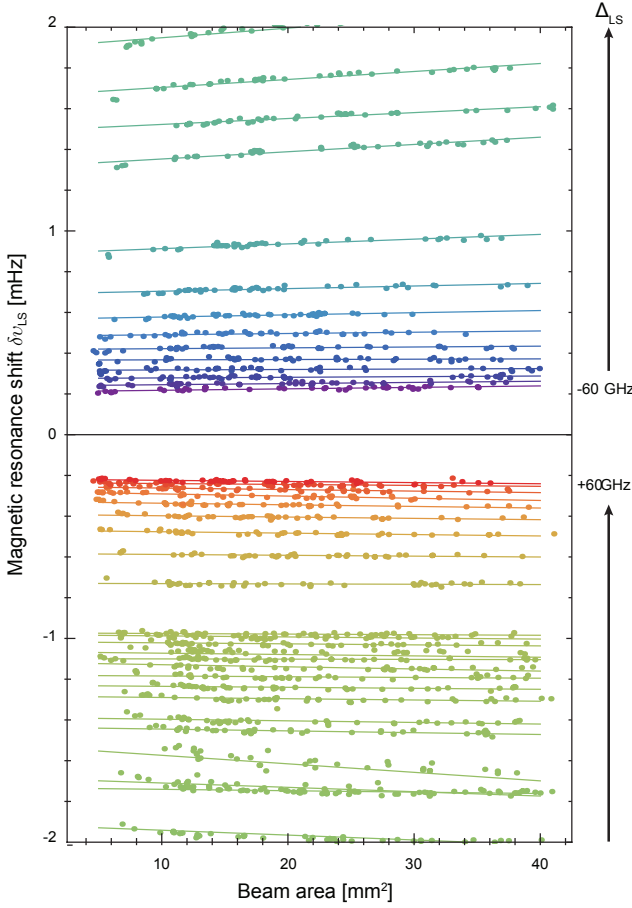 Δ_LS
2
1
0
-1
-2
Magnetic resonance shift δν_LS [mHz]
-60 GHz
+60GHz
10
20
30
40
Beam area [mm²]